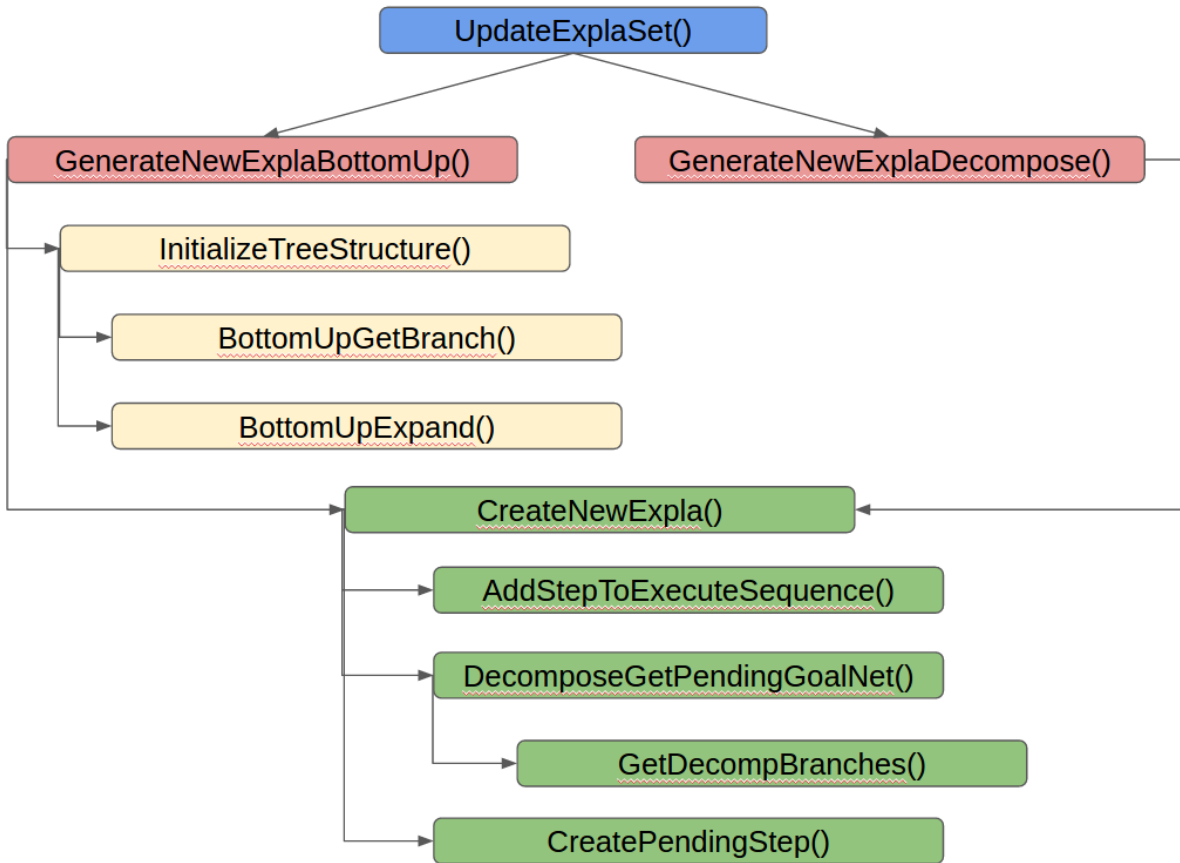 UpdateExplaSet()
GenerateNewExplaBottomUp()
GenerateNewExplaDecompose()
InitializeTreeStructure()
BottomUpGetBranch()
BottomUpExpand()
CreateNewExpla()
AddStepToExecuteSequence()
DecomposeGetPendingGoalNet()
GetDecompBranches()
CreatePendingStep()